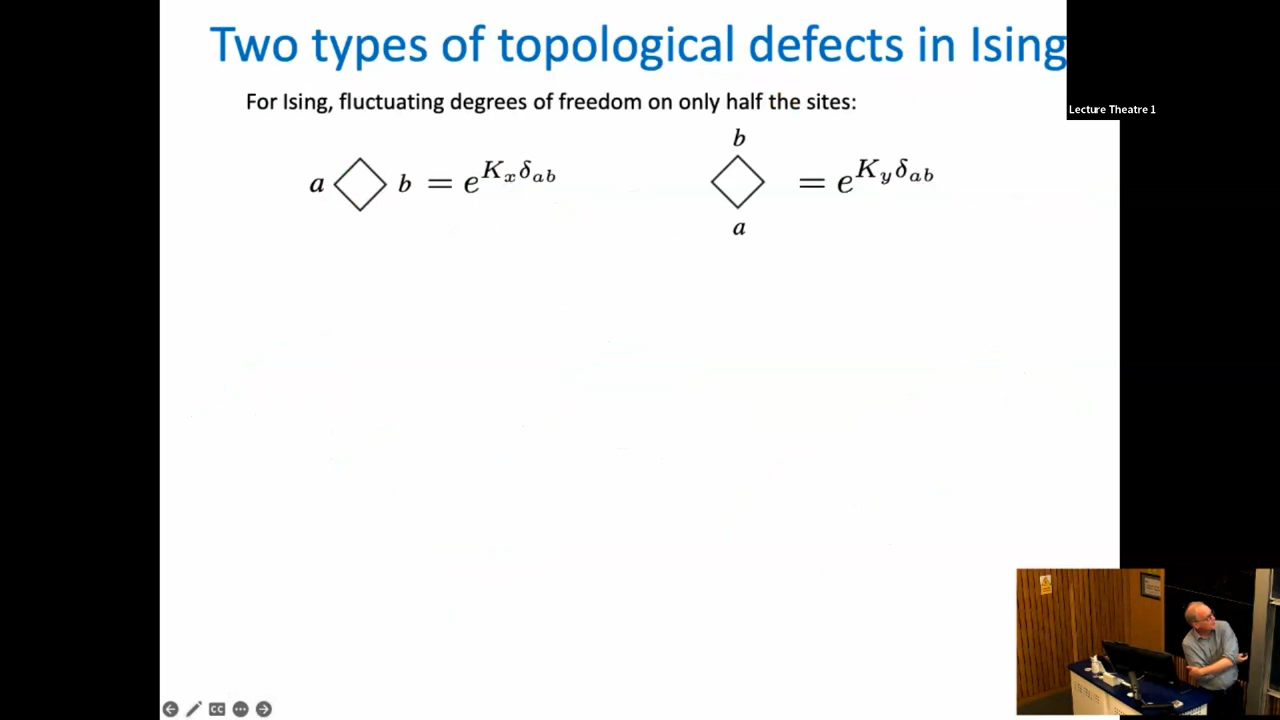 Two types of topological defects in Ising
Lecture Theatre 1
For Ising, fluctuating degrees of freedom on only half the sites:
a ◇ b = e^{K_x δ_{ab}}
b
◇ = e^{K_y δ_{ab}}
a
CC